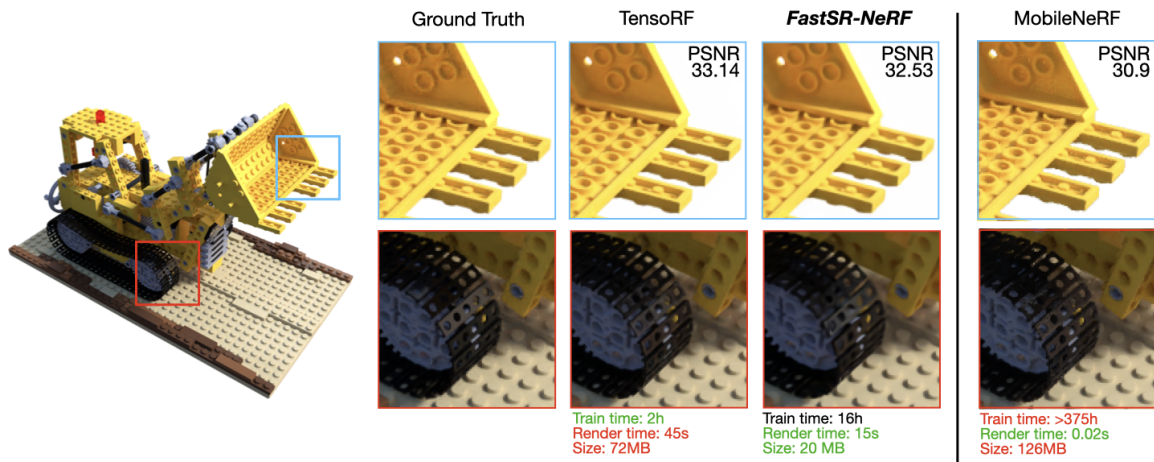 Ground Truth
TensoRF
FastSR-NeRF
MobileNeRF
PSNR
33.14
PSNR
32.53
PSNR
30.9
Train time: 2h
Render time: 45s
Size: 72MB
Train time: 16h
Render time: 15s
Size: 20 MB
Train time: >375h
Render time: 0.02s
Size: 126MB